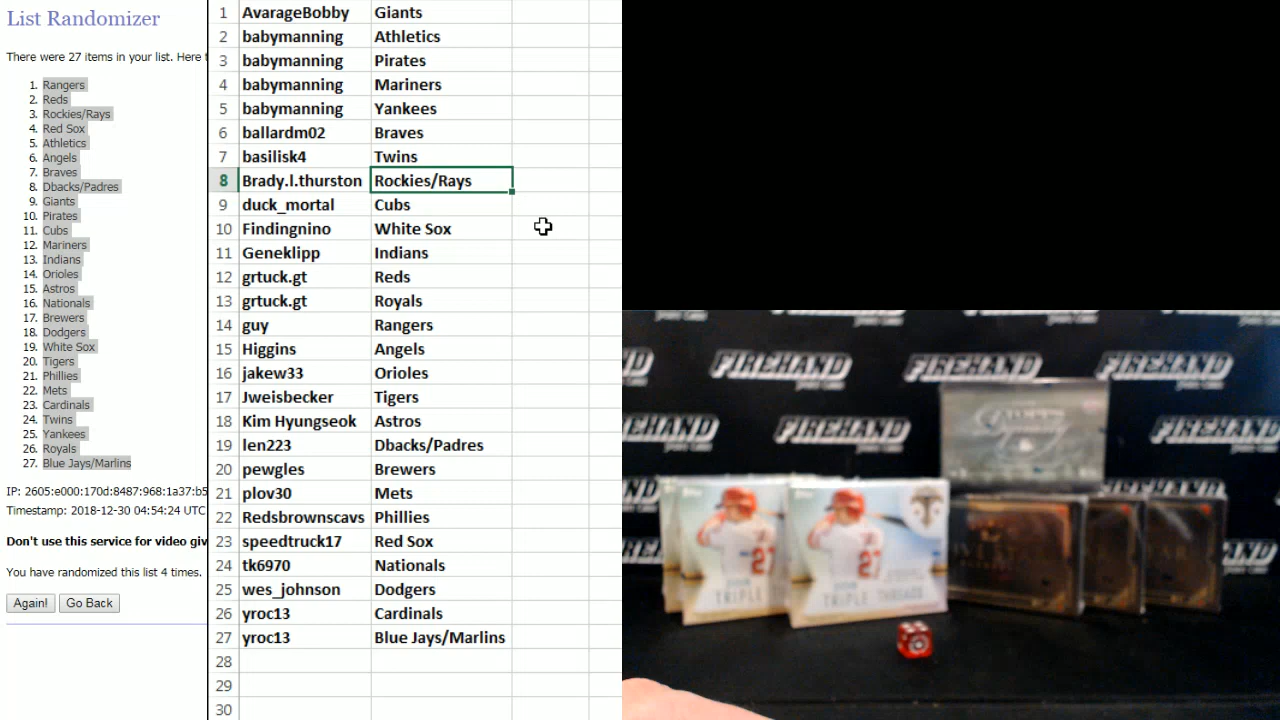 List Randomizer
There were 27 items in your list. Here
1. Rangers
2. Reds
3. Rockies/Rays
4. Red Sox
5. Athletics
6. Angels
7. Braves
8. Dbacks/Padres
9. Giants
10. Pirates
11. Cubs
12. Mariners
13. Indians
14. Orioles
15. Astros
16. Nationals
17. Brewers
18. Dodgers
19. White Sox
20. Tigers
21. Phillies
22. Mets
23. Cardinals
24. Twins
25. Yankees
26. Royals
27. Blue Jays/Marlins
IP: 2605:e000:170d:8487:968:1a37:b5
Timestamp: 2018-12-30 04:54:24 UTC
Don't use this service for video giv
You have randomized this list 4 times.
Again! Go Back
1 AvarageBobby Giants
2 babymanning Athletics
3 babymanning Pirates
4 babymanning Mariners
5 babymanning Yankees
6 ballardm02 Braves
7 basilisk4 Twins
8 Brady.l.thurston Rockies/Rays
9 duck_mortal Cubs
10 Findingnino White Sox
11 Geneklipp Indians
12 grtuck.gt Reds
13 grtuck.gt Royals
14 guy Rangers
15 Higgins Angels
16 jakew33 Orioles
17 Jweisbecker Tigers
18 Kim Hyungseok Astros
19 len223 Dbacks/Padres
20 pewgles Brewers
21 plov30 Mets
22 Redsbrownscavs Phillies
23 speedtruck17 Red Sox
24 tk6970 Nationals
25 wes_johnson Dodgers
26 yroc13 Cardinals
27 yroc13 Blue Jays/Marlins
28
29
30
FIREHAND
FIREHAND
FIREHAND
FIREHAND
FIREHAND
TRIPLE
TRIPLE THREADS
27